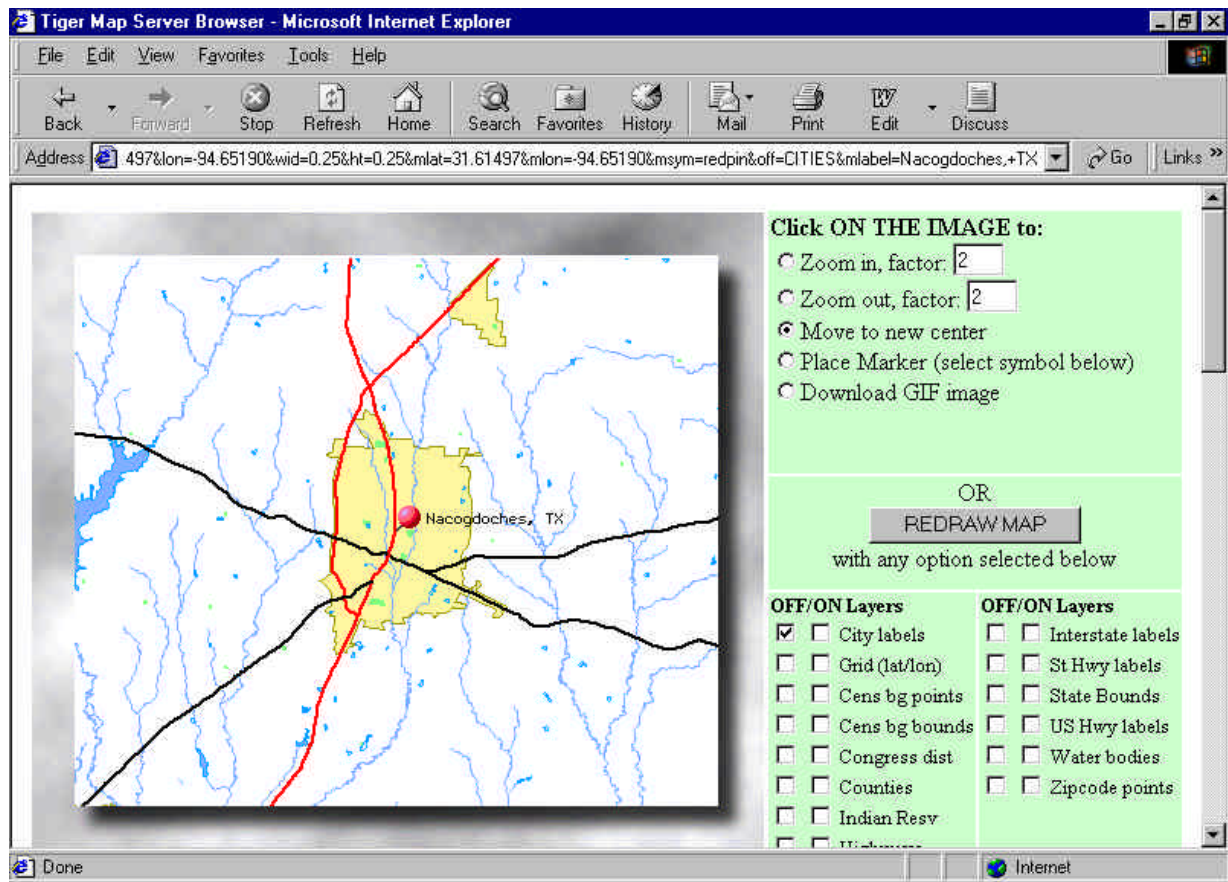 Tiger Map Server Browser - Microsoft Internet Explorer
File Edit View Favorites Tools Help
Back Forward Stop Refresh Home Search Favorites History Mail Print Edit Discuss
Address 497&lon=-94.65190&wid=0.25&ht=0.25&mlat=31.61497&mlon=-94.65190&msym=redpin&off=CITIES&mlabel=Nacogdoches,+TX Go Links »
Click ON THE IMAGE to:
Zoom in, factor: 2
Zoom out, factor: 2
Move to new center
Place Marker (select symbol below)
Download GIF image
Nacogdoches, TX
OR
REDRAW MAP
with any option selected below
OFF/ON Layers OFF/ON Layers
City labels Interstate labels
Grid (lat/lon) St Hwy labels
Cens bg points State Bounds
Cens bg bounds US Hwy labels
Congress dist Water bodies
Counties Zipcode points
Indian Resv
Done Internet